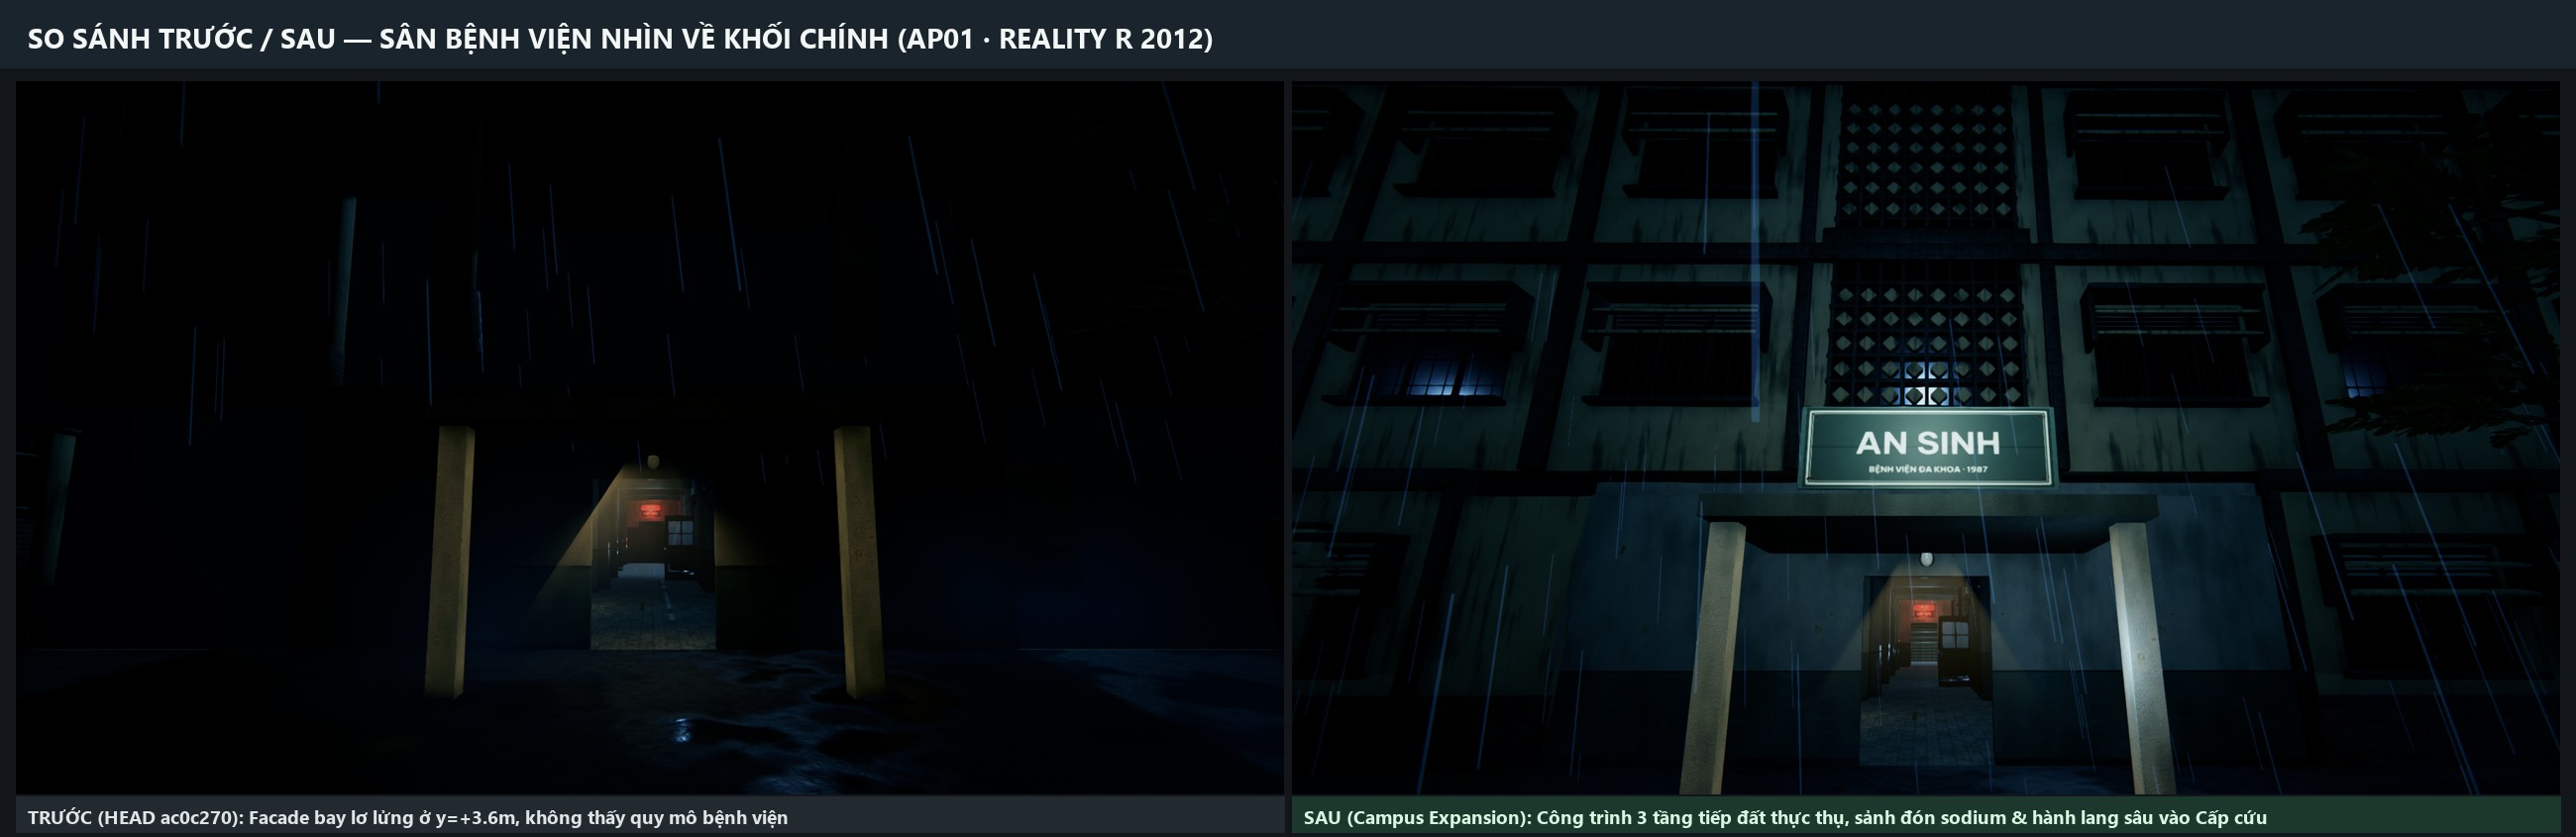 SO SÁNH TRƯỚC / SAU — SÂN BỆNH VIỆN NHÌN VỀ KHỐI CHÍNH (AP01 · REALITY R 2012)
AN SINH
BỆNH VIỆN ĐA KHOA · 1987
TRƯỚC (HEAD ac0c270): Facade bay lơ lửng ở y=+3.6m, không thấy quy mô bệnh viện
SAU (Campus Expansion): Công trình 3 tầng tiếp đất thực thụ, sảnh đón sodium & hành lang sâu vào Cấp cứu